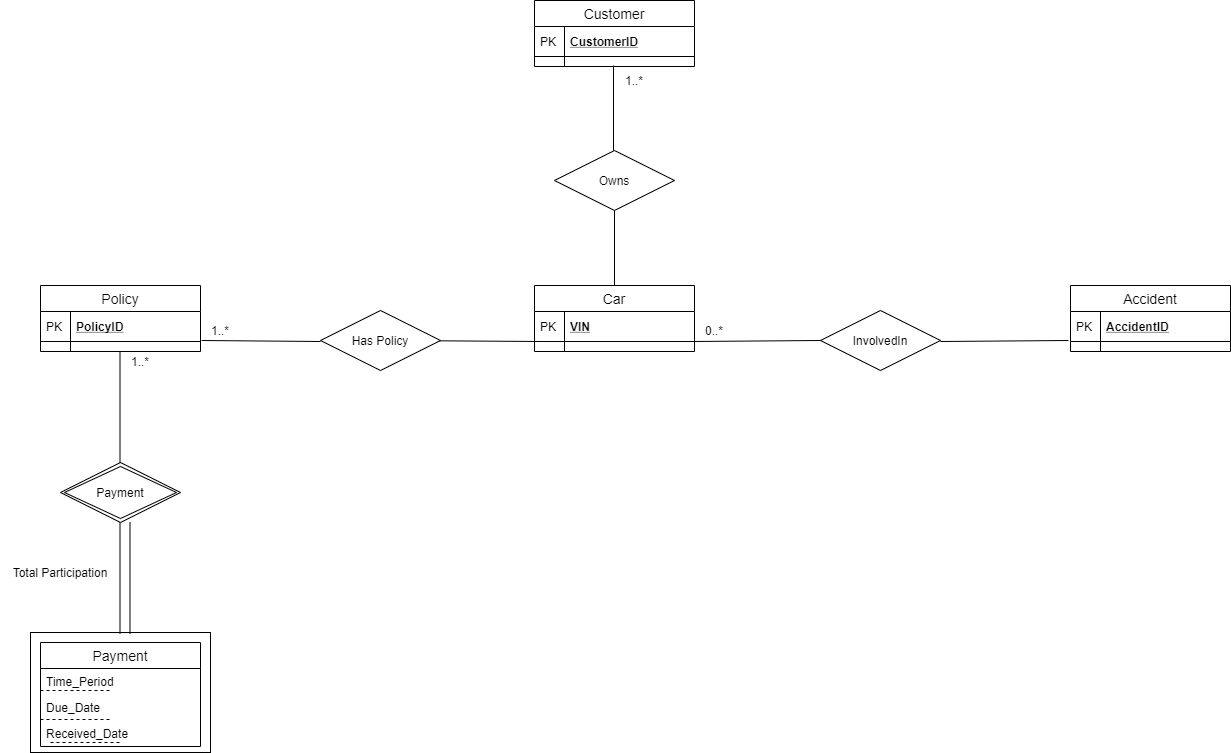 Customer
PK CustomerID
1..*
Owns
Policy
PK PolicyID
1..*
Has Policy
Car
PK VIN
0..*
InvolvedIn
Accident
PK AccidentID
1..*
Payment
Total Participation
Payment
Time_Period
Due_Date
Received_Date